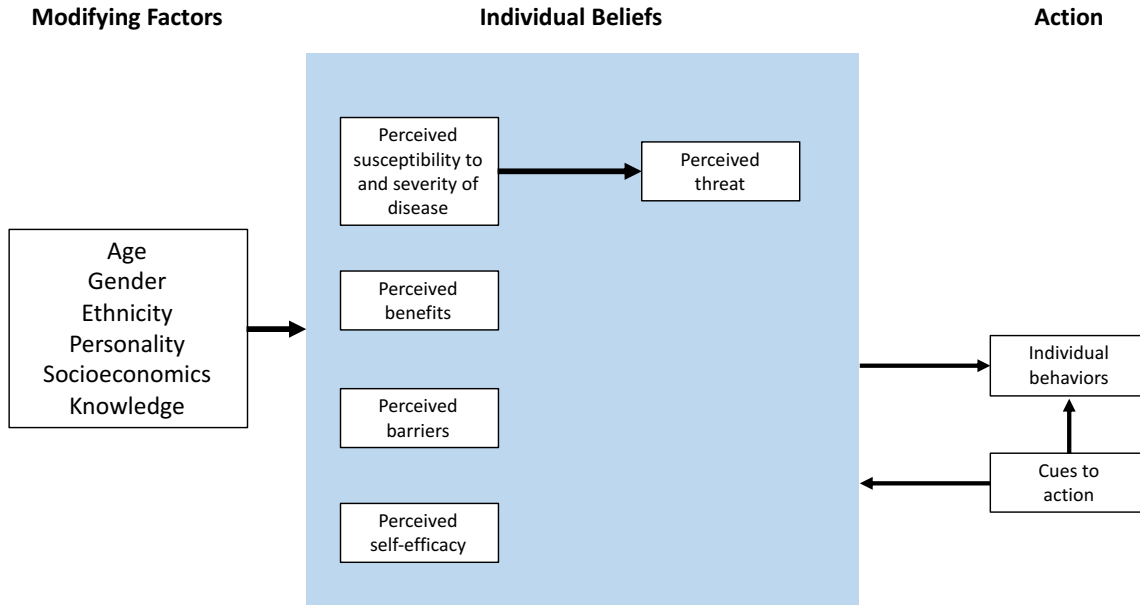 Modifying Factors
Individual Beliefs
Action
Perceived
susceptibility to
and severity of
disease
Perceived
threat
Age
Gender
Ethnicity
Personality
Socioeconomics
Knowledge
Perceived
benefits
Individual
behaviors
Perceived
barriers
Cues to
action
Perceived
self-efficacy